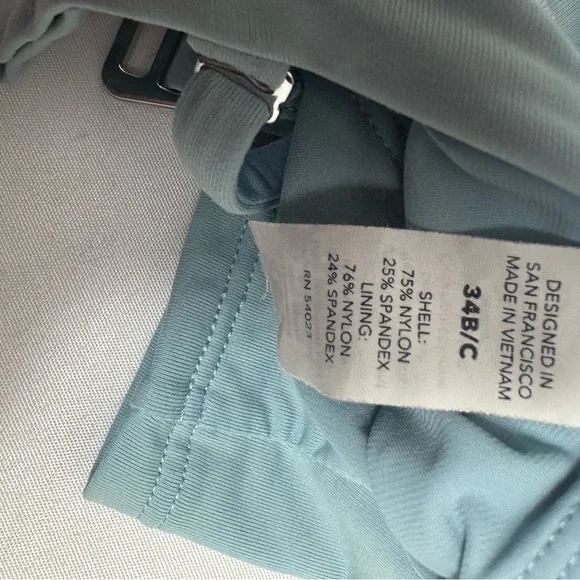 DESIGNED IN
SAN FRANCISCO
MADE IN VIETNAM
34B/C
SHELL:
75% NYLON
25% SPANDEX
LINING:
76% NYLON
24% SPANDEX
RN 54023